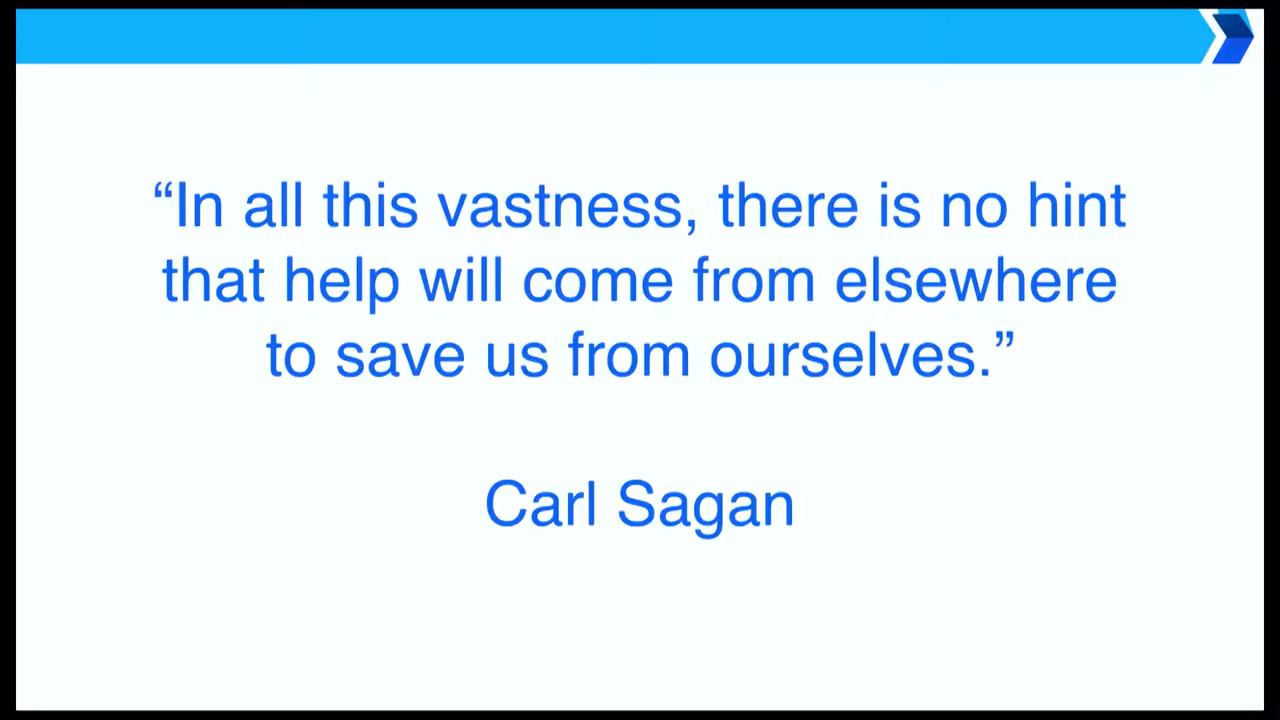 “In all this vastness, there is no hint
that help will come from elsewhere
to save us from ourselves.”
Carl Sagan